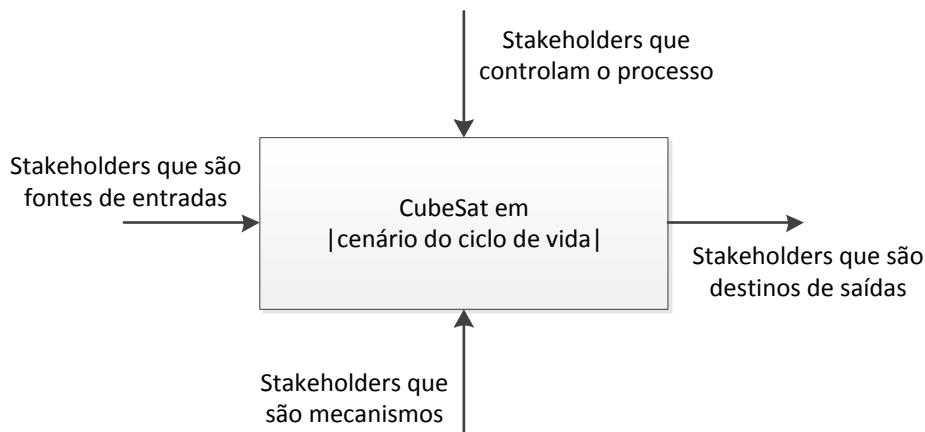 Stakeholders que
controlam o processo
Stakeholders que são
fontes de entradas
CubeSat em
|cenário do ciclo de vida|
Stakeholders que são
destinos de saídas
Stakeholders que
são mecanismos